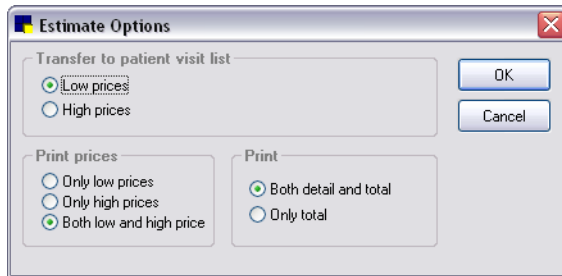 Estimate Options
Transfer to patient visit list
Low prices
High prices
OK
Cancel
Print prices
Only low prices
Only high prices
Both low and high price
Print
Both detail and total
Only total